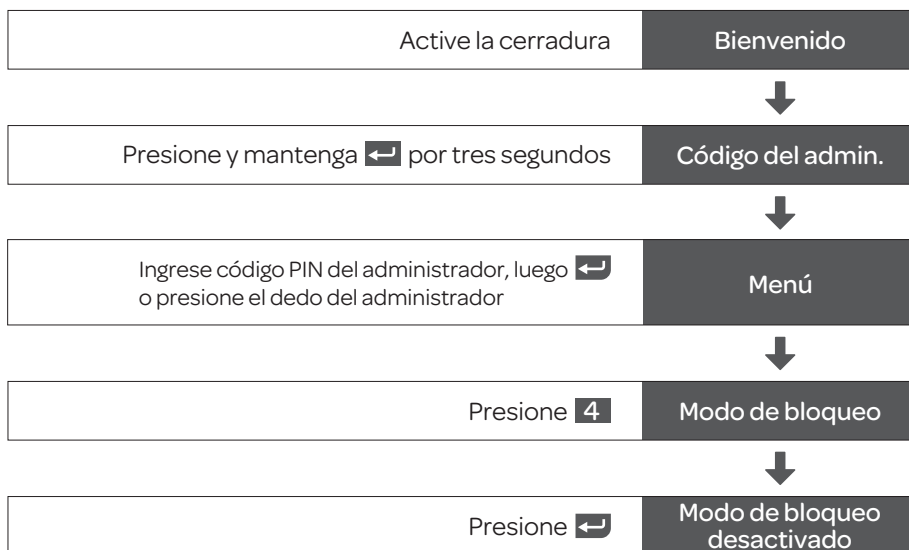 Active la cerradura
Bienvenido
Presione y mantenga por tres segundos
Código del admin.
Ingrese código PIN del administrador, luego
o presione el dedo del administrador
Menú
Presione 4
Modo de bloqueo
Presione
Modo de bloqueo
desactivado